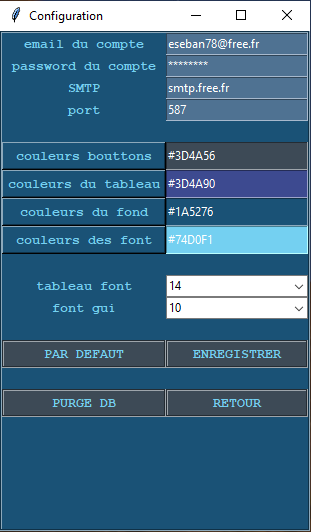 Configuration
email du compte eseban78@free.fr
password du compte ********
SMTP smtp.free.fr
port 587
couleurs bouttons #3D4A56
couleurs du tableau #3D4A90
couleurs du fond #1A5276
couleurs des font #74D0F1
tableau font 14
font gui 10
PAR DEFAUT ENREGISTRER
PURGE DB RETOUR